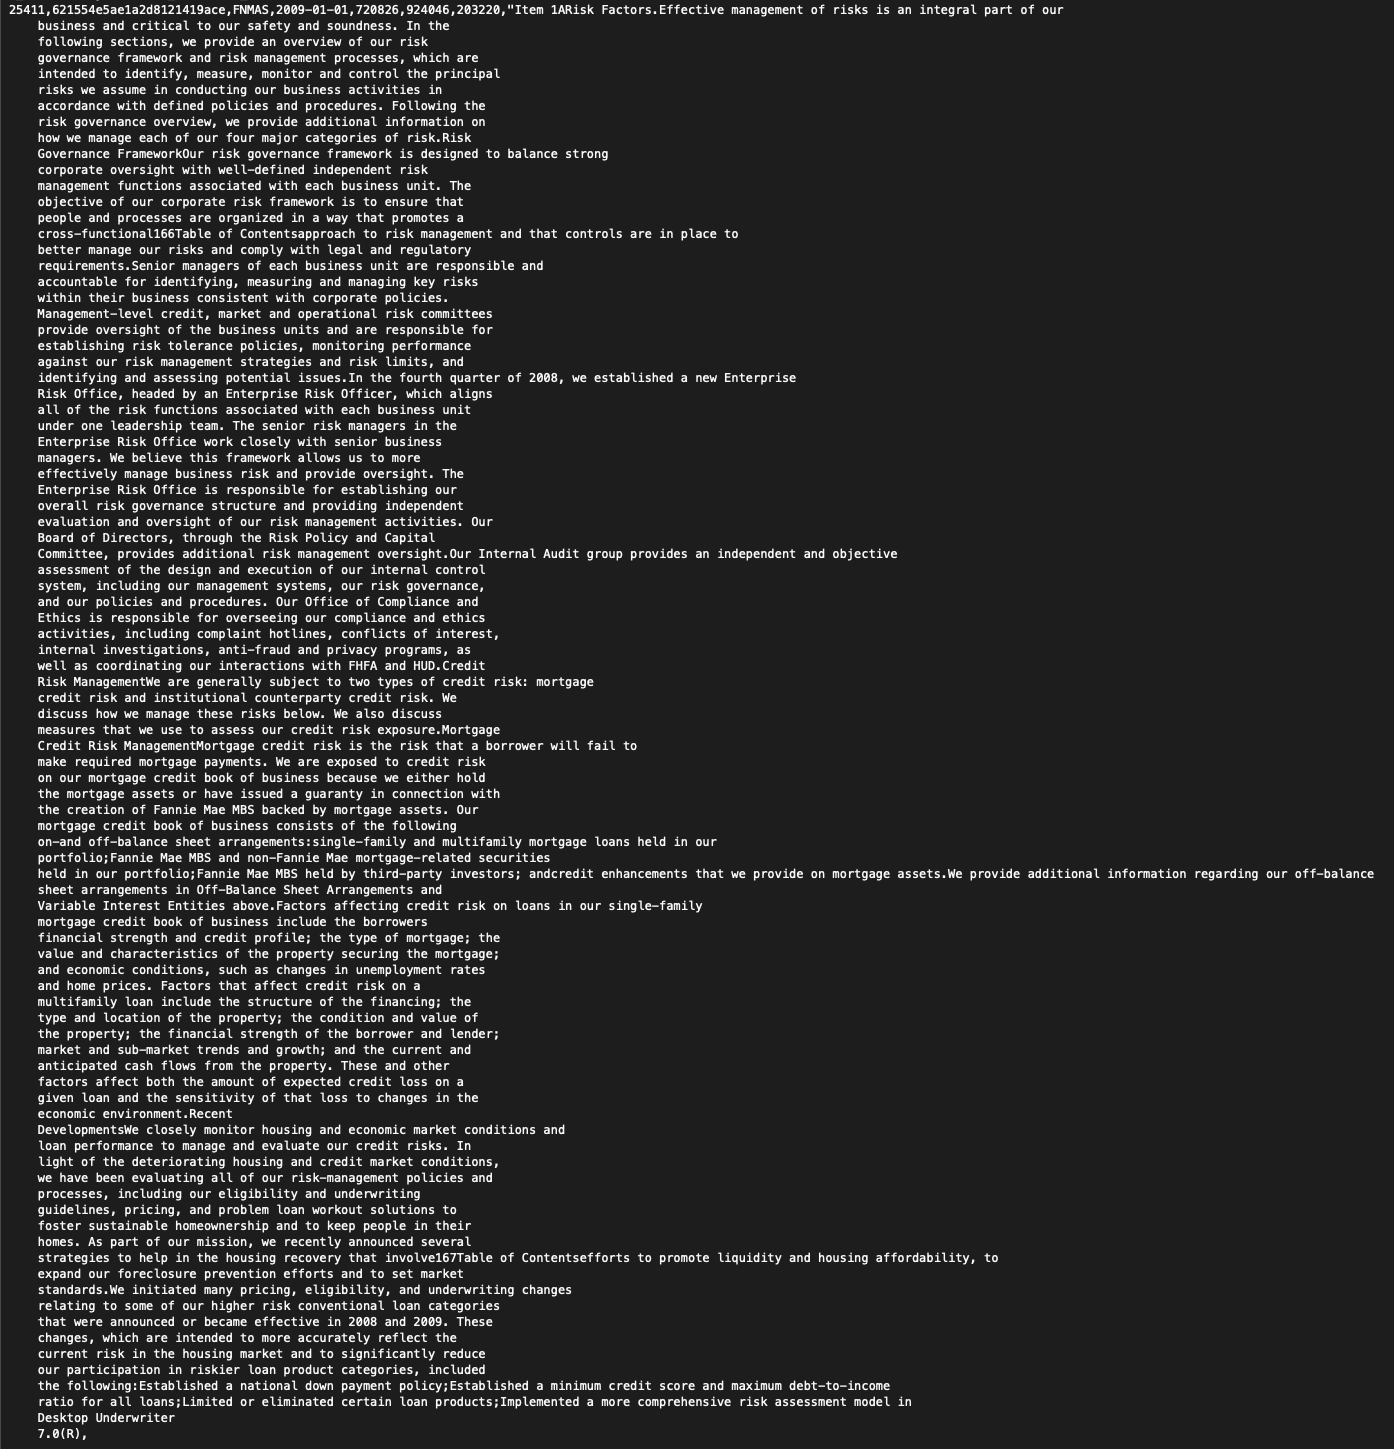 25411,621554e5ae1a2d8121419ace,FNMAS,2009-01-01,720826,924046,203220,"Item 1ARisk Factors.Effective management of risks is an integral part of our
business and critical to our safety and soundness. In the
following sections, we provide an overview of our risk
governance framework and risk management processes, which are
intended to identify, measure, monitor and control the principal
risks we assume in conducting our business activities in
accordance with defined policies and procedures. Following the
risk governance overview, we provide additional information on
how we manage each of our four major categories of risk.Risk
Governance FrameworkOur risk governance framework is designed to balance strong
corporate oversight with well-defined independent risk
management functions associated with each business unit. The
objective of our corporate risk framework is to ensure that
people and processes are organized in a way that promotes a
cross-functional166Table of Contentsapproach to risk management and that controls are in place to
better manage our risks and comply with legal and regulatory
requirements.Senior managers of each business unit are responsible and
accountable for identifying, measuring and managing key risks
within their business consistent with corporate policies.
Management-level credit, market and operational risk committees
provide oversight of the business units and are responsible for
establishing risk tolerance policies, monitoring performance
against our risk management strategies and risk limits, and
identifying and assessing potential issues.In the fourth quarter of 2008, we established a new Enterprise
Risk Office, headed by an Enterprise Risk Officer, which aligns
all of the risk functions associated with each business unit
under one leadership team. The senior risk managers in the
Enterprise Risk Office work closely with senior business
managers. We believe this framework allows us to more
effectively manage business risk and provide oversight. The
Enterprise Risk Office is responsible for establishing our
overall risk governance structure and providing independent
evaluation and oversight of our risk management activities. Our
Board of Directors, through the Risk Policy and Capital
Committee, provides additional risk management oversight.Our Internal Audit group provides an independent and objective
assessment of the design and execution of our internal control
system, including our management systems, our risk governance,
and our policies and procedures. Our Office of Compliance and
Ethics is responsible for overseeing our compliance and ethics
activities, including complaint hotlines, conflicts of interest,
internal investigations, anti-fraud and privacy programs, as
well as coordinating our interactions with FHFA and HUD.Credit
Risk ManagementWe are generally subject to two types of credit risk: mortgage
credit risk and institutional counterparty credit risk. We
discuss how we manage these risks below. We also discuss
measures that we use to assess our credit risk exposure.Mortgage
Credit Risk ManagementMortgage credit risk is the risk that a borrower will fail to
make required mortgage payments. We are exposed to credit risk
on our mortgage credit book of business because we either hold
the mortgage assets or have issued a guaranty in connection with
the creation of Fannie Mae MBS backed by mortgage assets. Our
mortgage credit book of business consists of the following
on-and off-balance sheet arrangements:single-family and multifamily mortgage loans held in our
portfolio;Fannie Mae MBS and non-Fannie Mae mortgage-related securities
held in our portfolio;Fannie Mae MBS held by third-party investors; andcredit enhancements that we provide on mortgage assets.We provide additional information regarding our off-balance
sheet arrangements in Off-Balance Sheet Arrangements and
Variable Interest Entities above.Factors affecting credit risk on loans in our single-family
mortgage credit book of business include the borrowers
financial strength and credit profile; the type of mortgage; the
value and characteristics of the property securing the mortgage;
and economic conditions, such as changes in unemployment rates
and home prices. Factors that affect credit risk on a
multifamily loan include the structure of the financing; the
type and location of the property; the condition and value of
the property; the financial strength of the borrower and lender;
market and sub-market trends and growth; and the current and
anticipated cash flows from the property. These and other
factors affect both the amount of expected credit loss on a
given loan and the sensitivity of that loss to changes in the
economic environment.Recent
DevelopmentsWe closely monitor housing and economic market conditions and
loan performance to manage and evaluate our credit risks. In
light of the deteriorating housing and credit market conditions,
we have been evaluating all of our risk-management policies and
processes, including our eligibility and underwriting
guidelines, pricing, and problem loan workout solutions to
foster sustainable homeownership and to keep people in their
homes. As part of our mission, we recently announced several
strategies to help in the housing recovery that involve167Table of Contentsefforts to promote liquidity and housing affordability, to
expand our foreclosure prevention efforts and to set market
standards.We initiated many pricing, eligibility, and underwriting changes
relating to some of our higher risk conventional loan categories
that were announced or became effective in 2008 and 2009. These
changes, which are intended to more accurately reflect the
current risk in the housing market and to significantly reduce
our participation in riskier loan product categories, included
the following:Established a national down payment policy;Established a minimum credit score and maximum debt-to-income
ratio for all loans;Limited or eliminated certain loan products;Implemented a more comprehensive risk assessment model in
Desktop Underwriter
7.0(R),